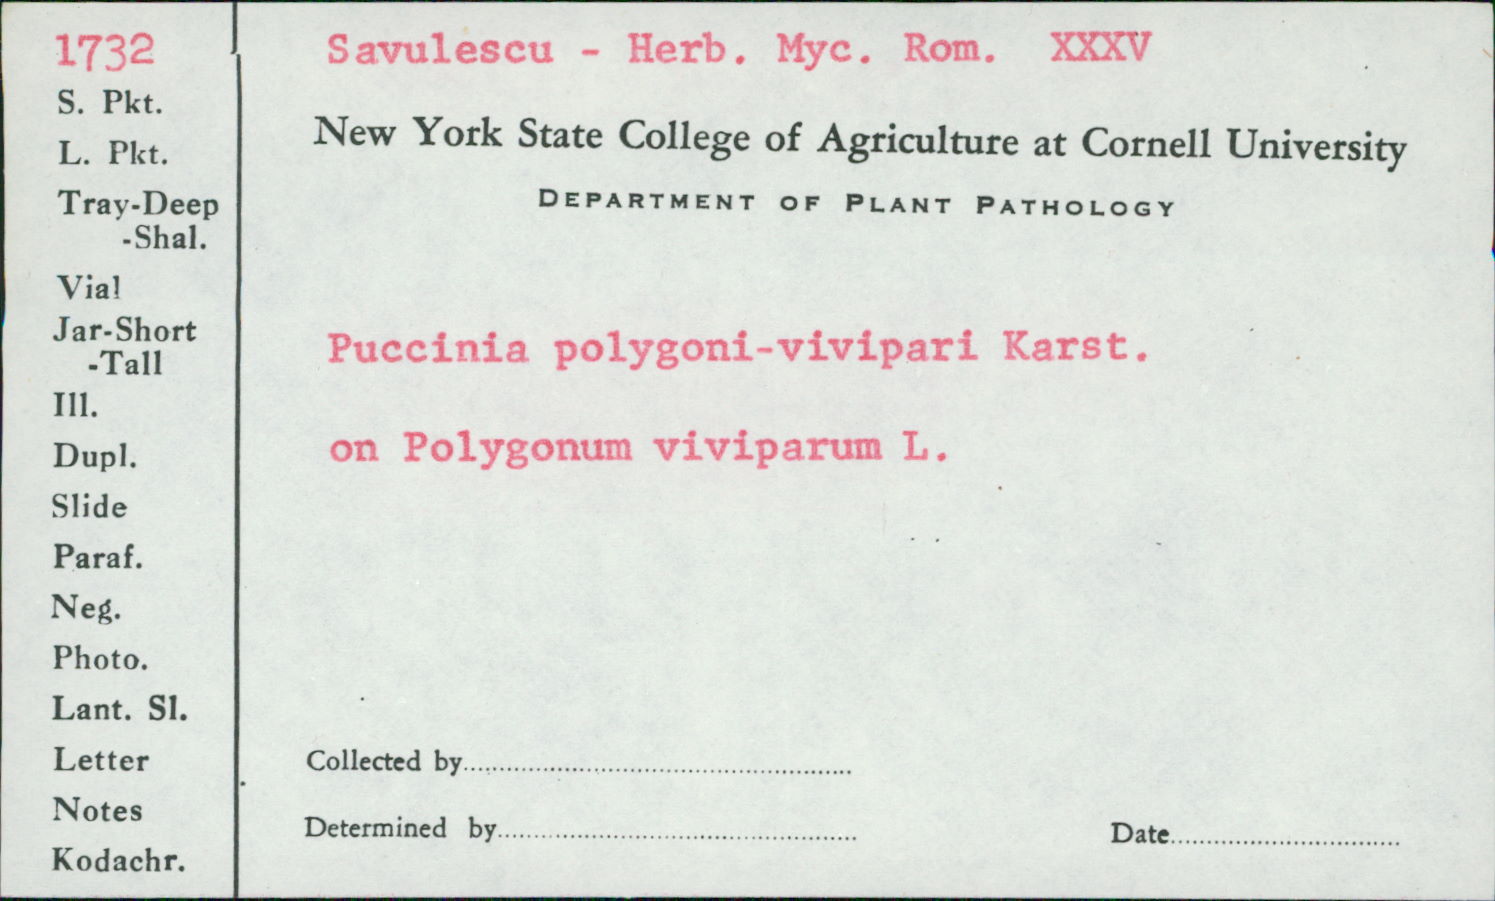 1732
S. Pkt.
L. Pkt.
Tray-Deep
-Shal.
Vial
Jar-Short
-Tall
Ill.
Dupl.
Slide
Paraf.
Neg.
Photo.
Lant. Sl.
Letter
Notes
Kodachr.
Savulescu - Herb. Myc. Rom. XXXV
New York State College of Agriculture at Cornell University
DEPARTMENT OF PLANT PATHOLOGY
Puccinia polygoni-vivipari Karst.
on Polygonum viviparum L.
Collected by
Determined by
Date